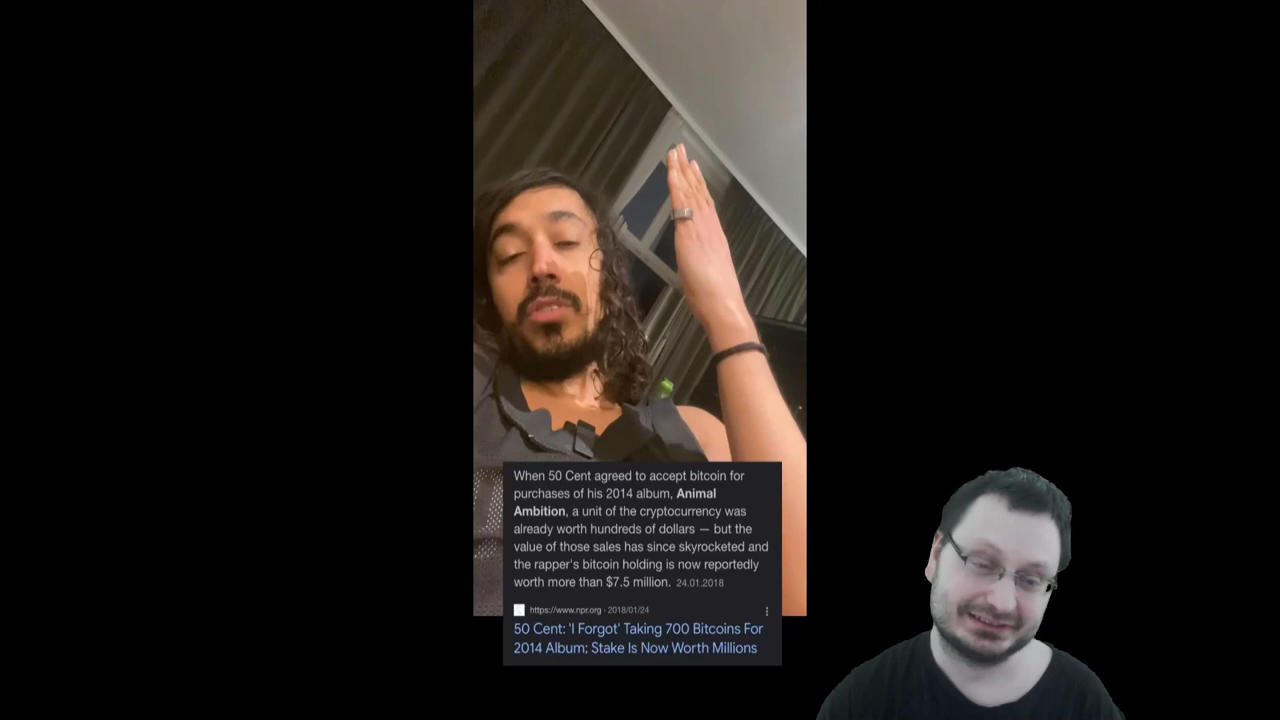 When 50 Cent agreed to accept bitcoin for
purchases of his 2014 album, Animal
Ambition, a unit of the cryptocurrency was
already worth hundreds of dollars — but the
value of those sales has since skyrocketed and
the rapper's bitcoin holding is now reportedly
worth more than $7.5 million. 24.01.2018
https://www.npr.org · 2018/01/24
50 Cent: 'I Forgot' Taking 700 Bitcoins For
2014 Album; Stake Is Now Worth Millions